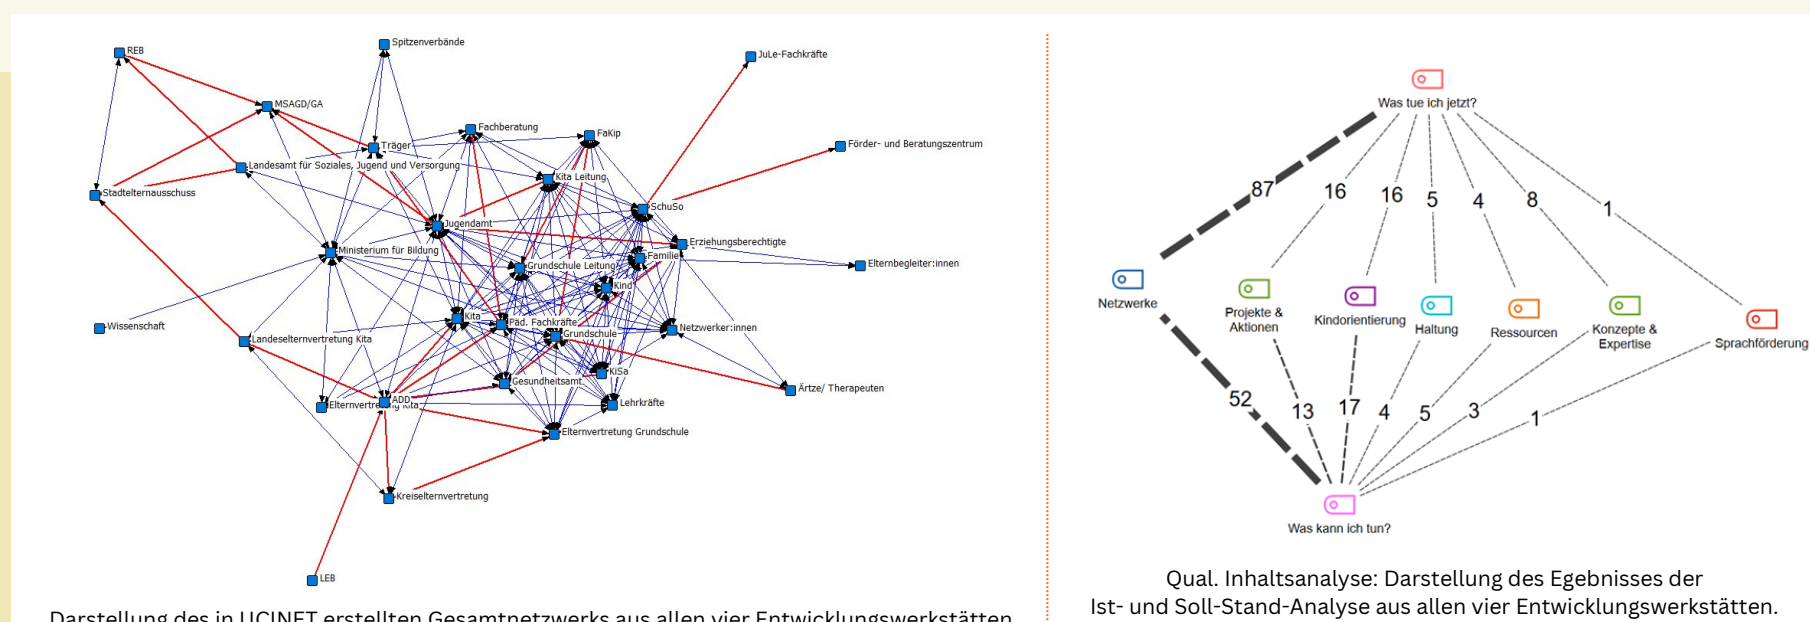 REB
Spitzenverbände
JuLe-Fachkräfte
MSAGD/GA
Fachberatung
FaKip
Träger
Förder- und Beratungszentrum
Landesamt für Soziales, Jugend und Versorgung
Kita Leitung
Stadtelternausschuss
SchuSo
Jugendamt
Erziehungsberechtigte
Ministerium für Bildung
Familie
Elternbegleiter:innen
Grundschule Leitung
Kind
Kita
Päd. Fachkräfte
Wissenschaft
Netzwerker:innen
Grundschule
Landeselternvertretung Kita
KiSa
Gesundheitsamt
Ärtze/ Therapeuten
ADD
Elternvertretung Kita
Lehrkräfte
Elternvertretung Grundschule
Kreiselternvertretung
LEB
Darstellung des in UCINET erstellten Gesamtnetzwerks aus allen vier Entwicklungswerkstätten
Was tue ich jetzt?
87
16
16
5
4
8
1
Netzwerke
Projekte &
Aktionen
Kindorientierung
Haltung
Ressourcen
Konzepte &
Expertise
Sprachförderung
52
13
17
4
5
3
1
Was kann ich tun?
Qual. Inhaltsanalyse: Darstellung des Egebnisses der
Ist- und Soll-Stand-Analyse aus allen vier Entwicklungswerkstätten.